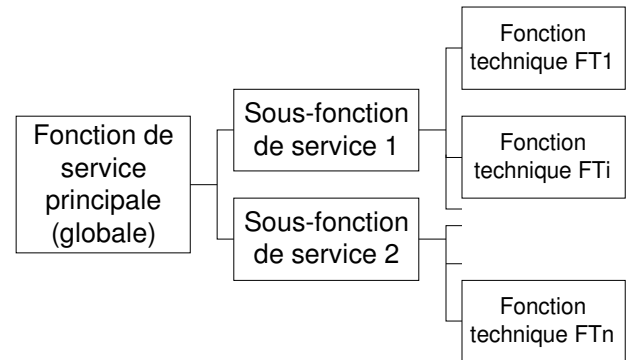 Fonction de
service
principale
(globale)
Sous-fonction
de service 1
Sous-fonction
de service 2
Fonction
technique FT1
Fonction
technique FTi
Fonction
technique FTn